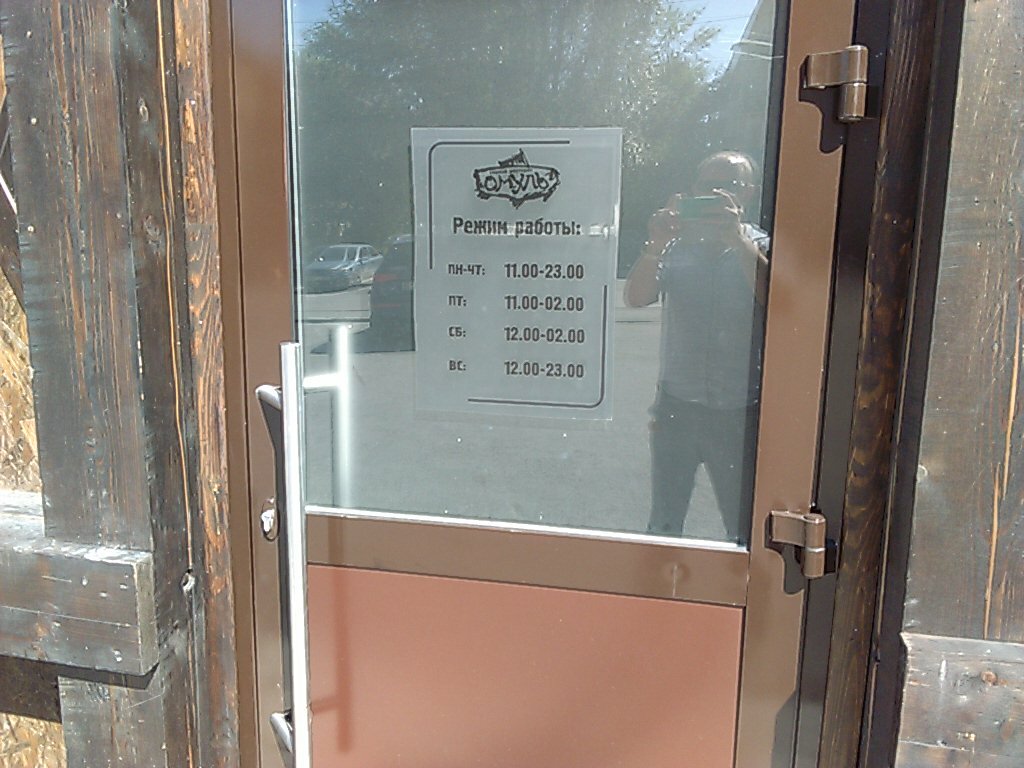 ОМУЛЬ
Режим работы:
ПН-ЧТ: 11.00-23.00
ПТ: 11.00-02.00
СБ: 12.00-02.00
ВС: 12.00-23.00